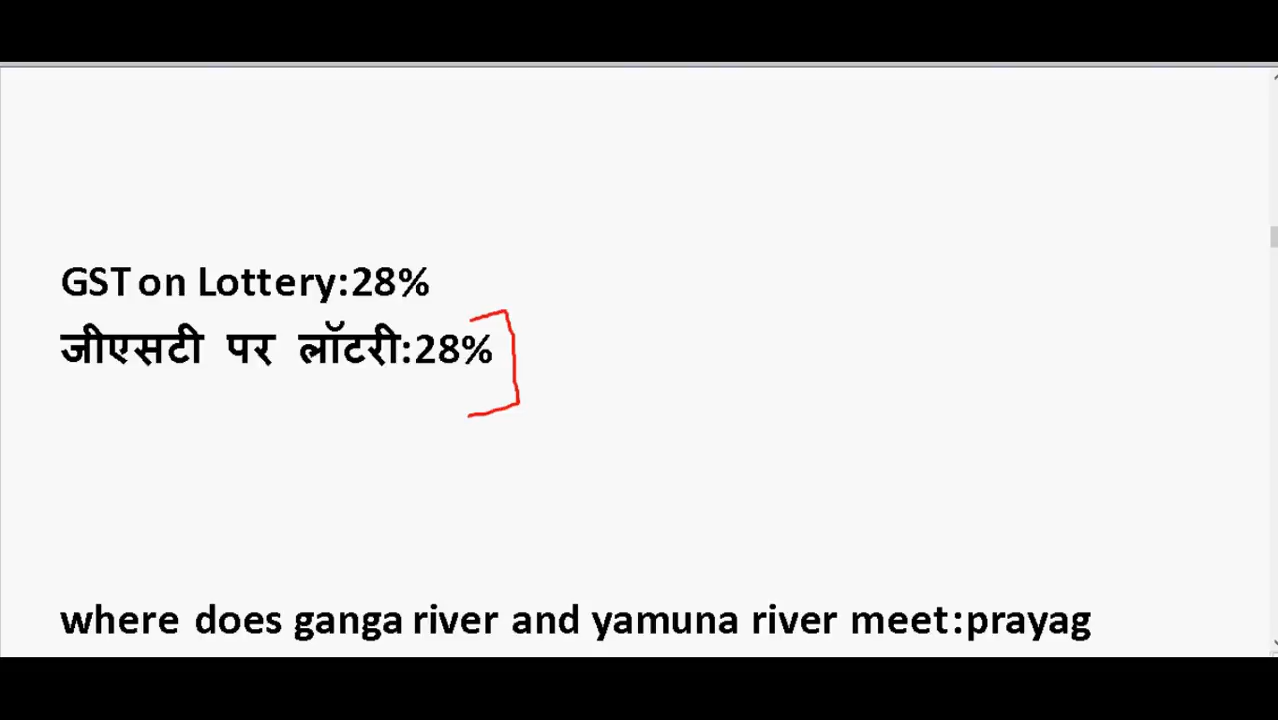 GST on Lottery:28%
जीएसटी पर लॉटरी:28%
where does ganga river and yamuna river meet:prayag